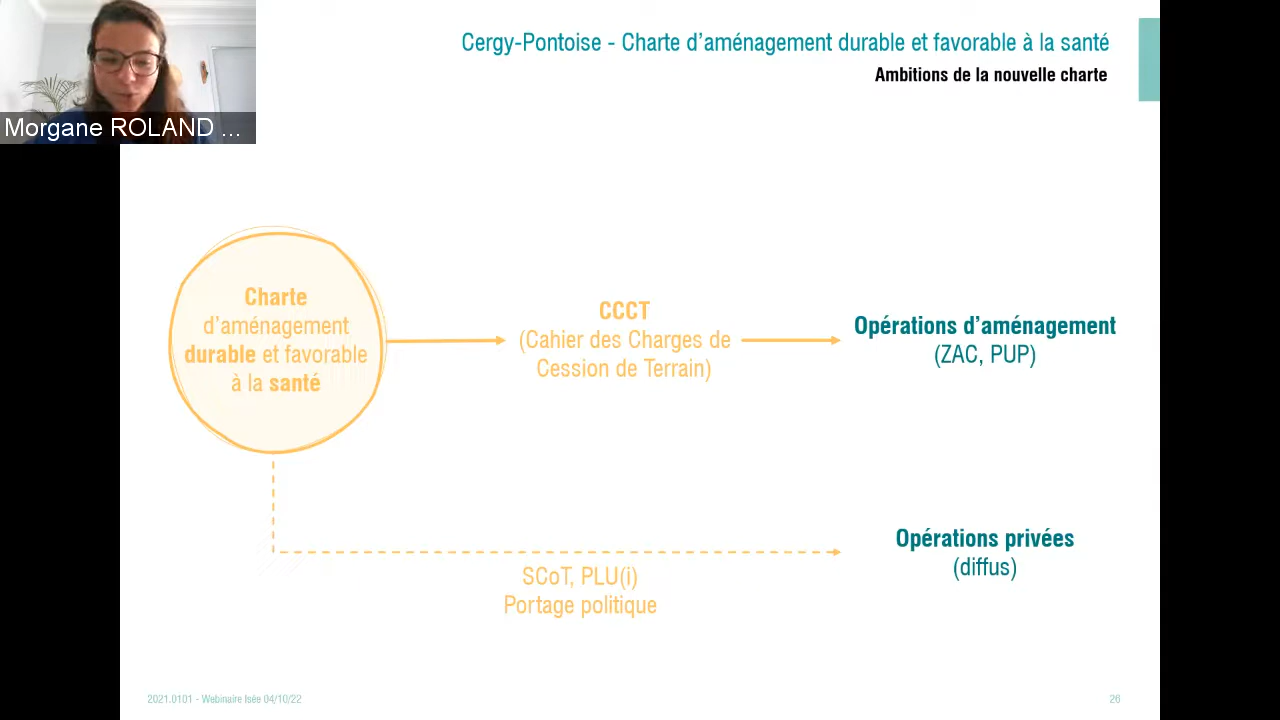 Cergy-Pontoise - Charte d'aménagement durable et favorable à la santé
Ambitions de la nouvelle charte
Morgane ROLAND ...
Charte
d'aménagement
durable et favorable
à la santé
CCCT
(Cahier des Charges de
Cession de Terrain)
Opérations d'aménagement
(ZAC, PUP)
Opérations privées
(diffus)
SCoT, PLU(i)
Portage politique
2021.0101 - Webinaire Isée 04/10/22
26